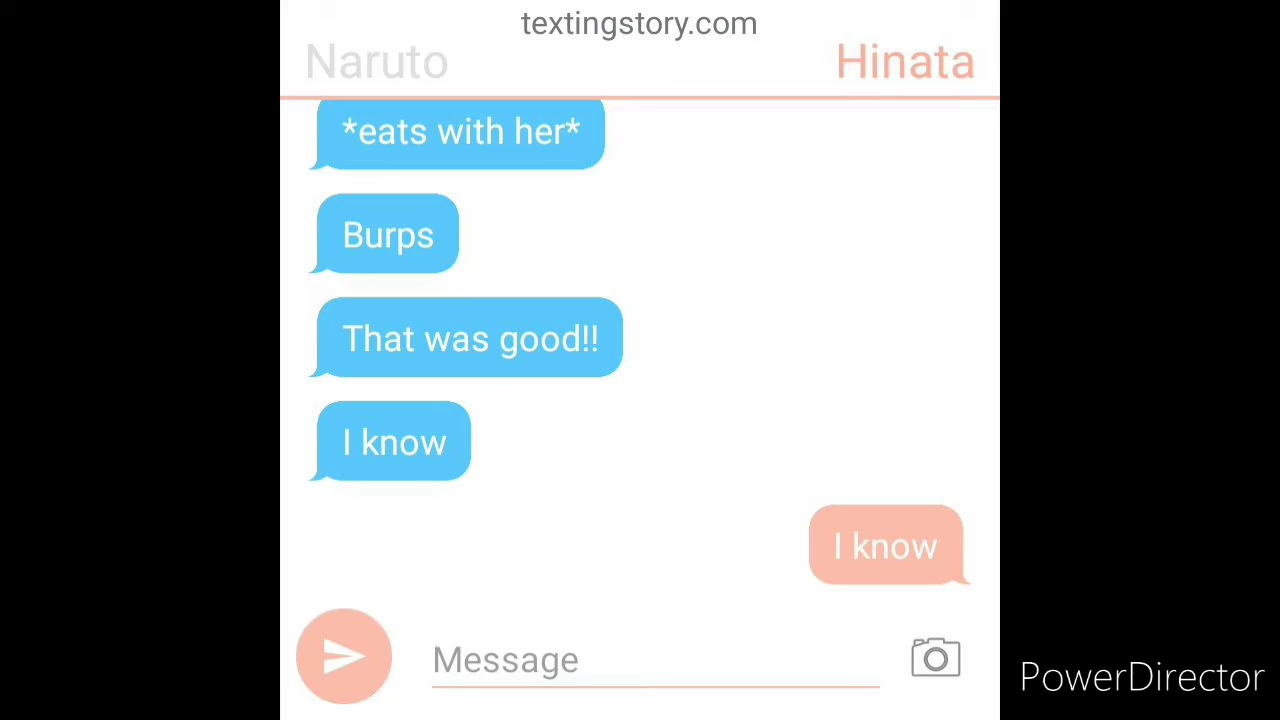 textingstory.com
Naruto Hinata
*eats with her*
Burps
That was good!!
I know
I know
Message
PowerDirector